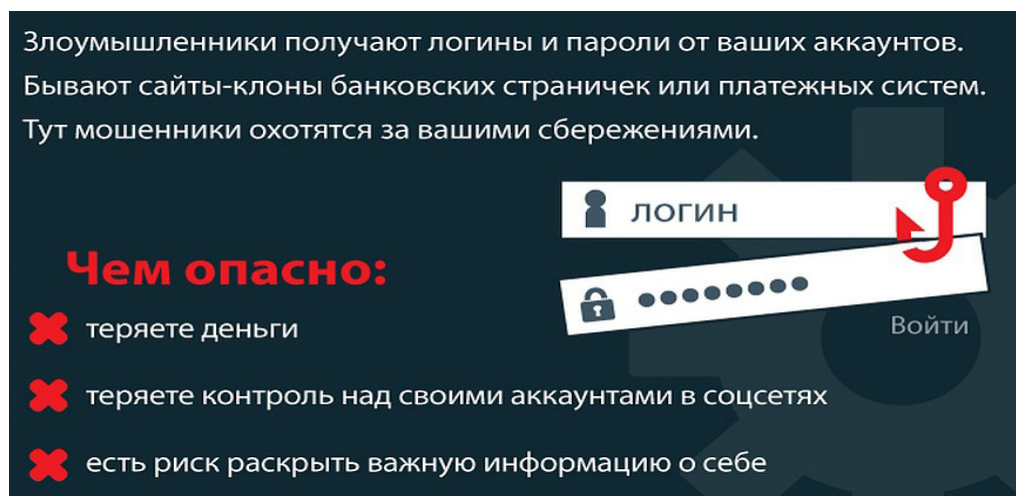 Злоумышленники получают логины и пароли от ваших аккаунтов.
Бывают сайты-клоны банковских страничек или платежных систем.
Тут мошенники охотятся за вашими сбережениями.
логин
Войти
Чем опасно:
теряете деньги
теряете контроль над своими аккаунтами в соцсетях
есть риск раскрыть важную информацию о себе